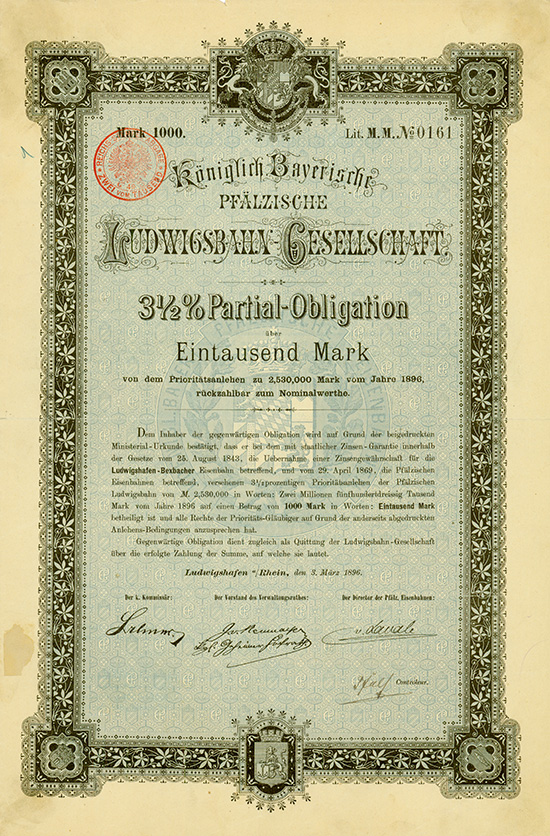 Mark 1000.
Lit. M.M. No 0161
Königlich Bayerische
PFÄLZISCHE
LUDWIGSBAHN-GESELLSCHAFT.
3½% Partial-Obligation
über
Eintausend Mark
von dem Prioritätsanlehen zu 2,530,000 Mark vom Jahre 1896,
rückzahlbar zum Nominalwerthe.
Dem Inhaber der gegenwärtigen Obligation wird auf Grund der beigedruckten
Ministerial-Urkunde bestätigt, dass er bei dem mit staatlicher Zinsen-Garantie innerhalb
der Gesetze vom 25. August 1843, die Uebernahme einer Zinsengewährschaft für die
Ludwigshafen-Bexbacher Eisenbahn betreffend, und vom 29. April 1869, die Pfälzischen
Eisenbahnen betreffend, versehenen 3½prozentigen Prioritätsanlehen der Pfälzischen
Ludwigsbahn von M. 2,530,000 in Worten: Zwei Millionen fünfhundertdreissig Tausend
Mark vom Jahre 1896 auf einen Betrag von 1000 Mark in Worten: Eintausend Mark
betheiligt ist und alle Rechte der Prioritäts-Gläubiger auf Grund der anderseits abgedruckten
Anlehens-Bedingungen anzusprechen hat.
Gegenwärtige Obligation dient zugleich als Quittung der Ludwigsbahn-Gesellschaft
über die erfolgte Zahlung der Summe, auf welche sie lautet.
Ludwigshafen a/Rhein, den 3. März 1896.
Der k. Kommissär:
Der Vorstand des Verwaltungsrathes:
Der Director der Pfälz. Eisenbahnen:
v. Lavale
Controleur.